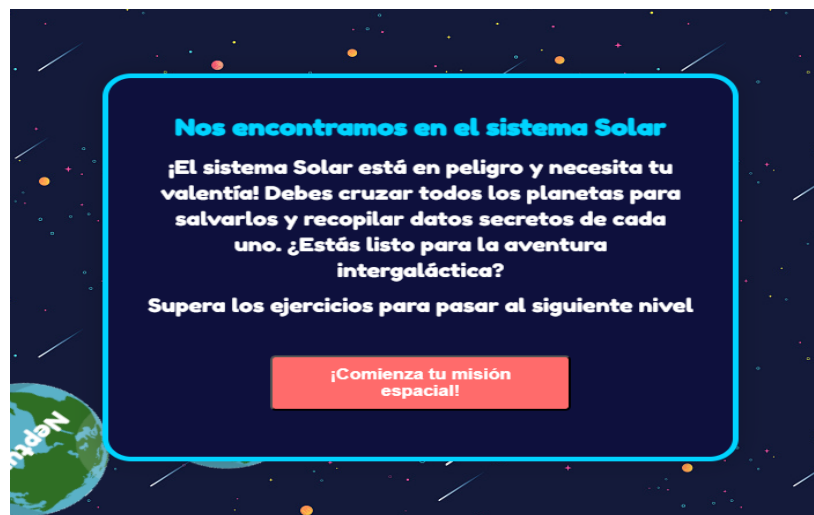 Nos encontramos en el sistema Solar
¡El sistema Solar está en peligro y necesita tu
valentía! Debes cruzar todos los planetas para
salvarlos y recopilar datos secretos de cada
uno. ¿Estás listo para la aventura
intergaláctica?
Supera los ejercicios para pasar al siguiente nivel
¡Comienza tu misión
espacial!
Neptu